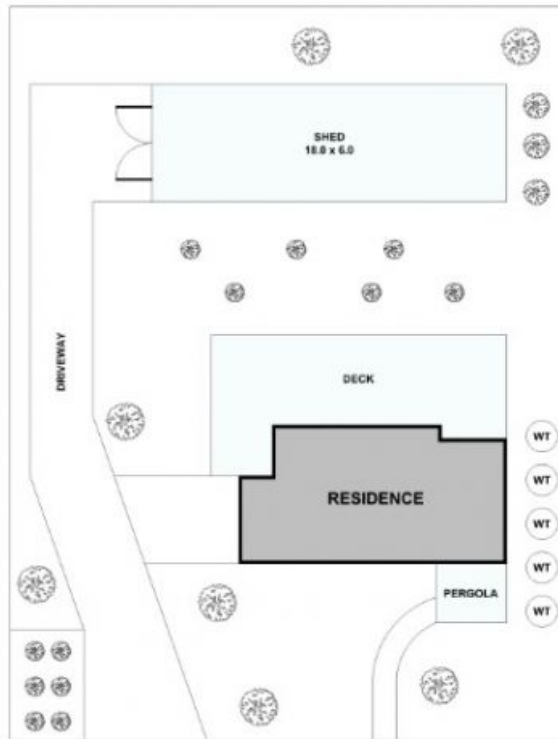 SHED
18.0 x 6.0
DRIVEWAY
DECK
WT
RESIDENCE
WT
WT
WT
PERGOLA
WT